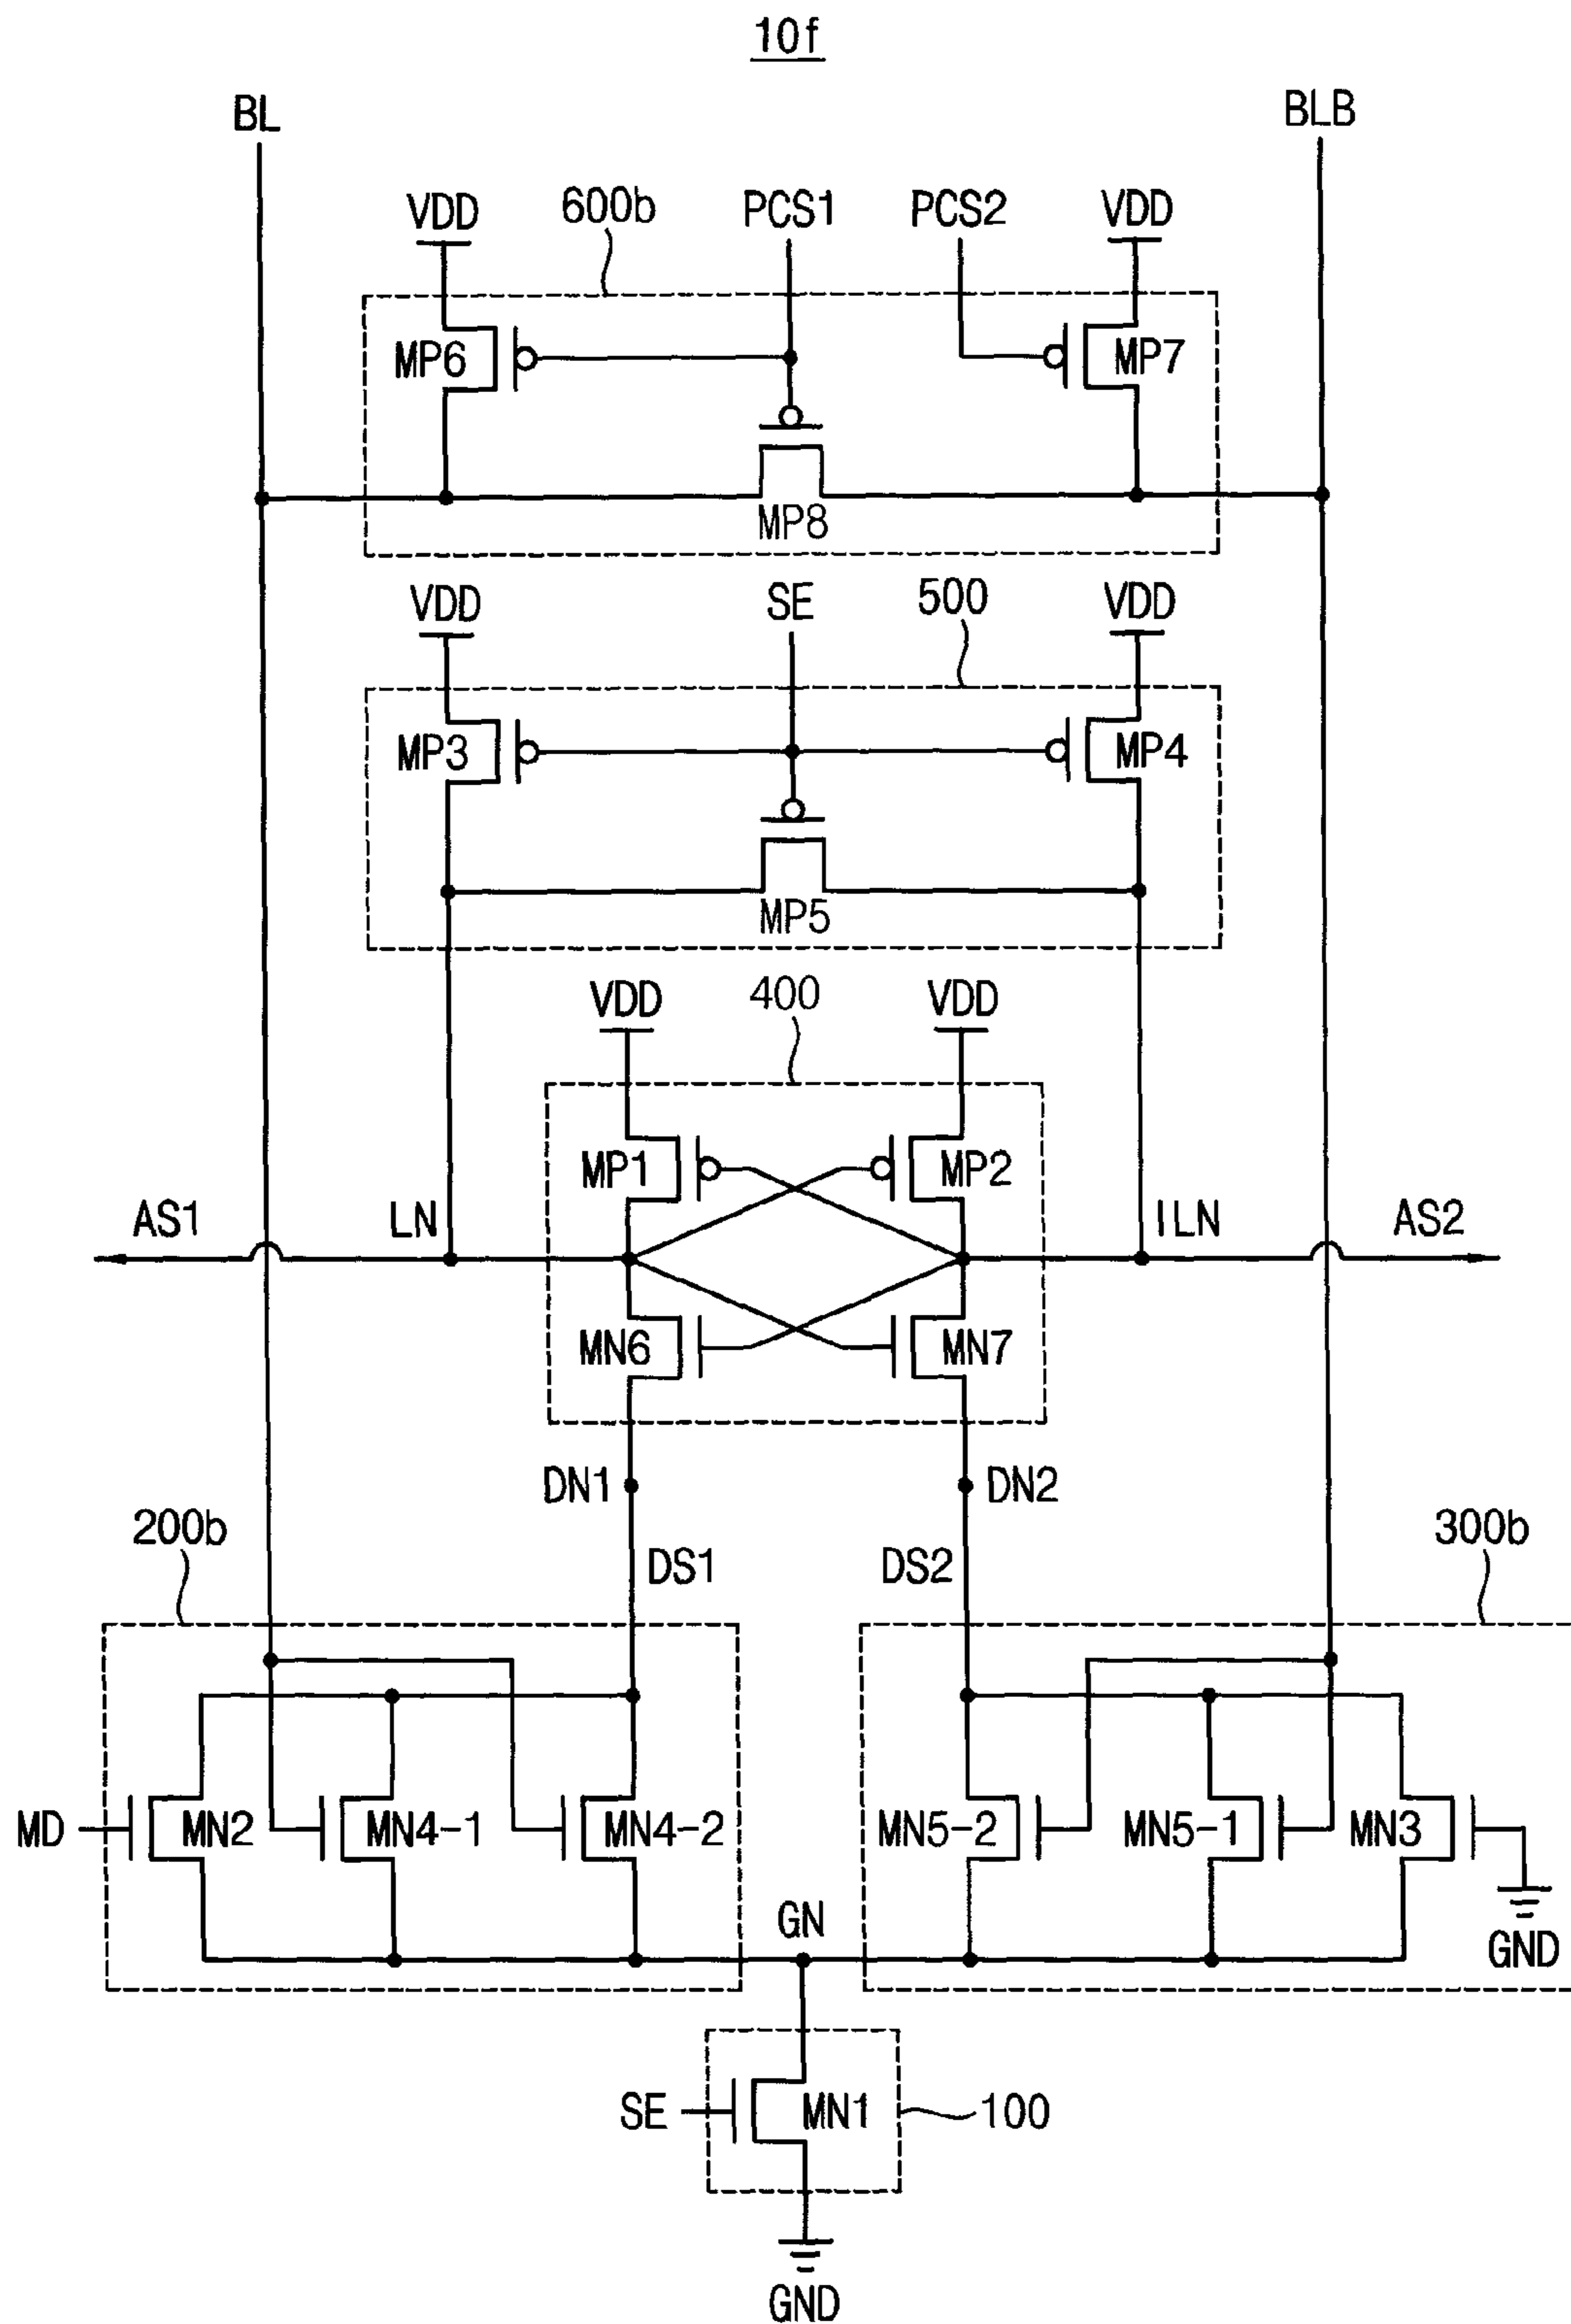 10f
BL
BLB
VDD
600b
PCS1
PCS2
VDD
MP6
MP7
MP8
VDD
SE
500
VDD
MP3
MP4
MP5
VDD
400
VDD
MP1
MP2
AS1
LN
ILN
AS2
MN6
MN7
DN1
DN2
200b
DS1
DS2
300b
MD
MN2
MN4-1
MN4-2
MN5-2
MN5-1
MN3
GN
GND
SE
MN1
100
GND